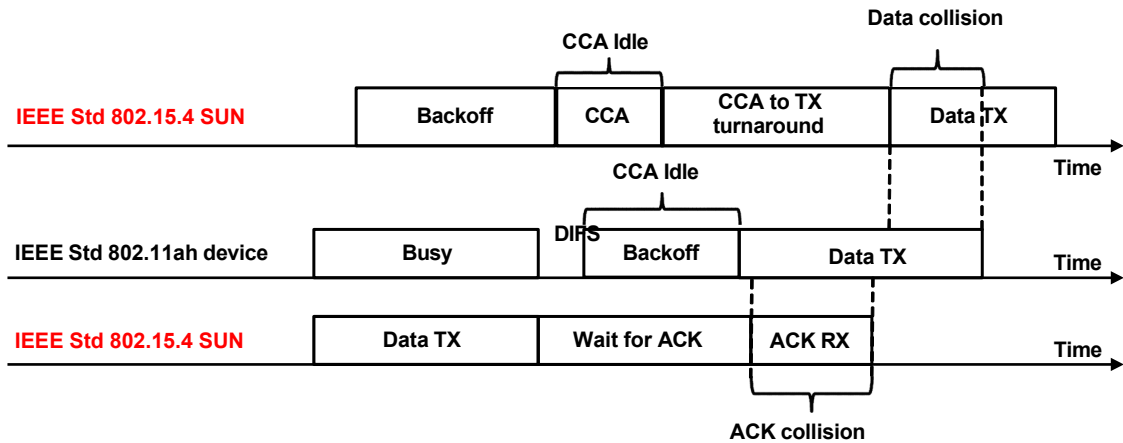 Data collision
CCA Idle
IEEE Std 802.15.4 SUN
Backoff
CCA
CCA to TX
turnaround
Data TX
Time
CCA Idle
IEEE Std 802.11ah device
Busy
DIFS
Backoff
Data TX
Time
IEEE Std 802.15.4 SUN
Data TX
Wait for ACK
ACK RX
Time
ACK collision